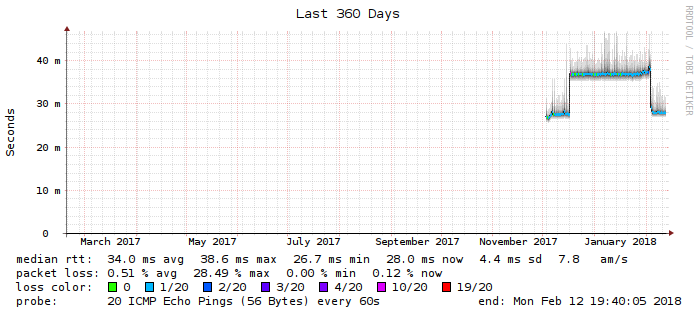 Last 360 Days
RRDTOOL / TOBI OETIKER
Seconds
40 m
30 m
20 m
10 m
0
March 2017 May 2017 July 2017 September 2017 November 2017 January 2018
median rtt: 34.0 ms avg 38.6 ms max 26.7 ms min 28.0 ms now 4.4 ms sd 7.8 am/s
packet loss: 0.51 % avg 28.49 % max 0.00 % min 0.12 % now
loss color: 0 1/20 2/20 3/20 4/20 10/20 19/20
probe: 20 ICMP Echo Pings (56 Bytes) every 60s end: Mon Feb 12 19:40:05 2018